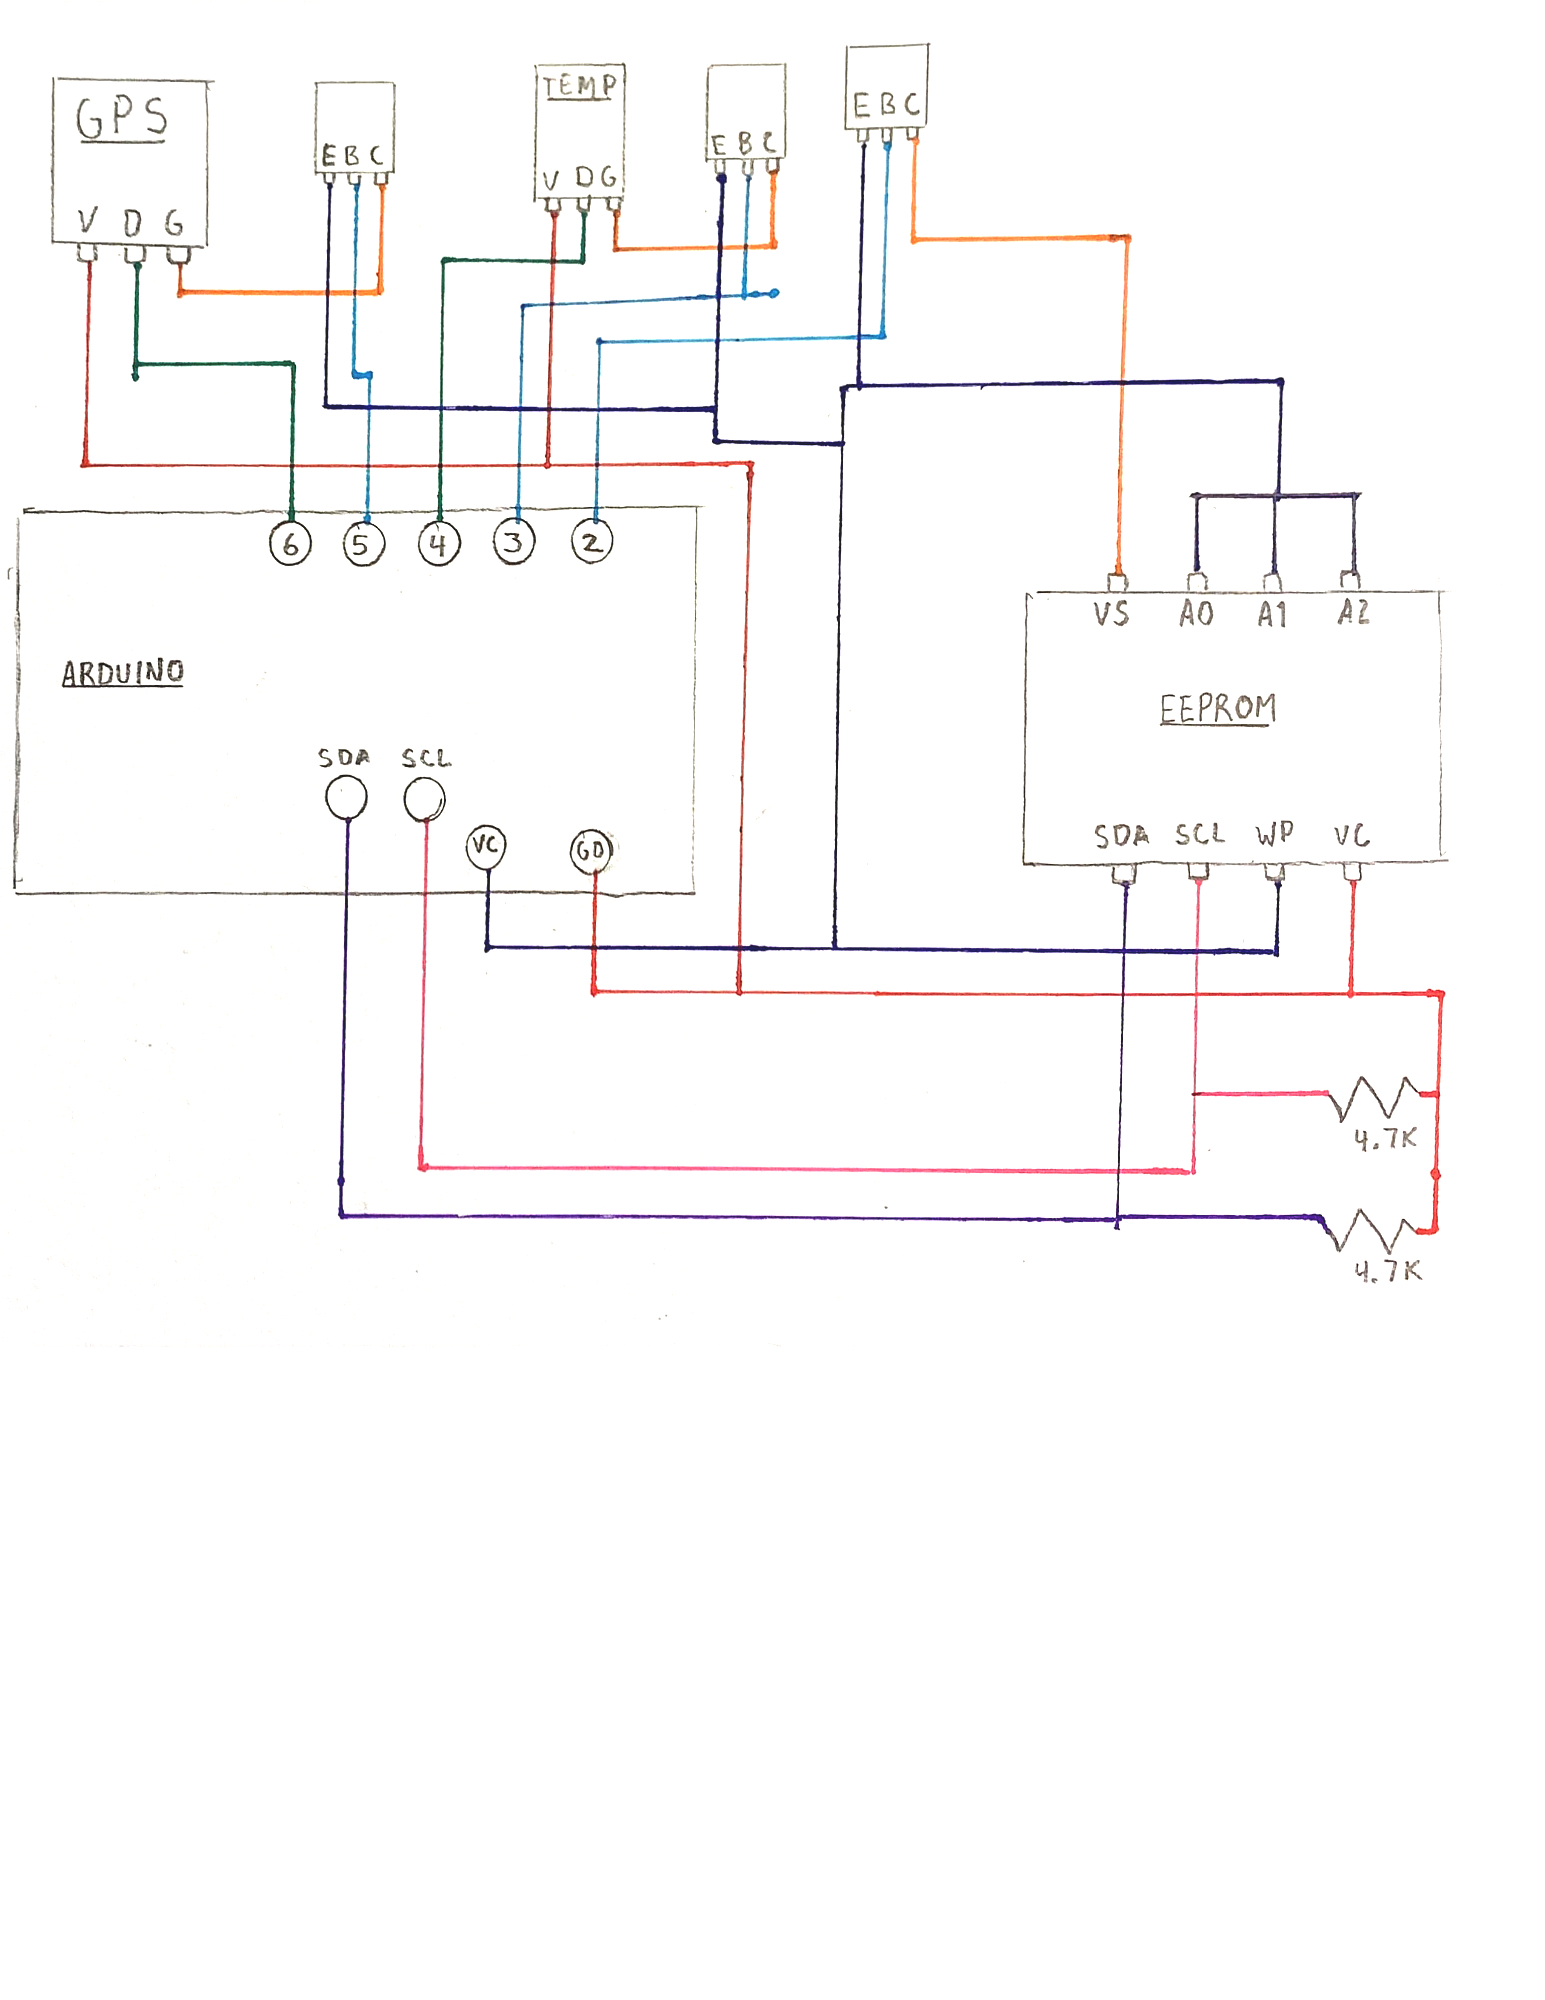 GPS
V D G
E B C
TEMP
V D G
E B C
E B C
6 5 4 3 2
ARDUINO
SDA SCL
VC
GD
VS A0 A1 A2
EEPROM
SDA SCL WP VC
4.7K
4.7K